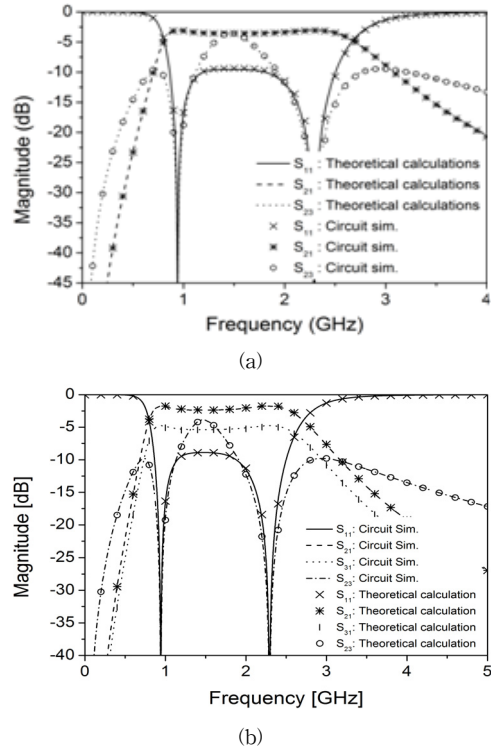 0
-5
-10
-15
-20
-25
-30
-35
-40
-45
Magnitude (dB)
S11 : Theoretical calculations
S21 : Theoretical calculations
S23 : Theoretical calculations
S11 : Circuit sim.
S21 : Circuit sim.
S23 : Circuit sim.
0 1 2 3 4
Frequency (GHz)
(a)
0
-5
-10
-15
-20
-25
-30
-35
-40
Magnitude [dB]
S11: Circuit Sim.
S21: Circuit Sim.
S31: Circuit Sim.
S23: Circuit Sim.
S11: Theoretical calculation
S21: Theoretical calculation
S31: Theoretical calculation
S23: Theoretical calculation
0 1 2 3 4 5
Frequency [GHz]
(b)